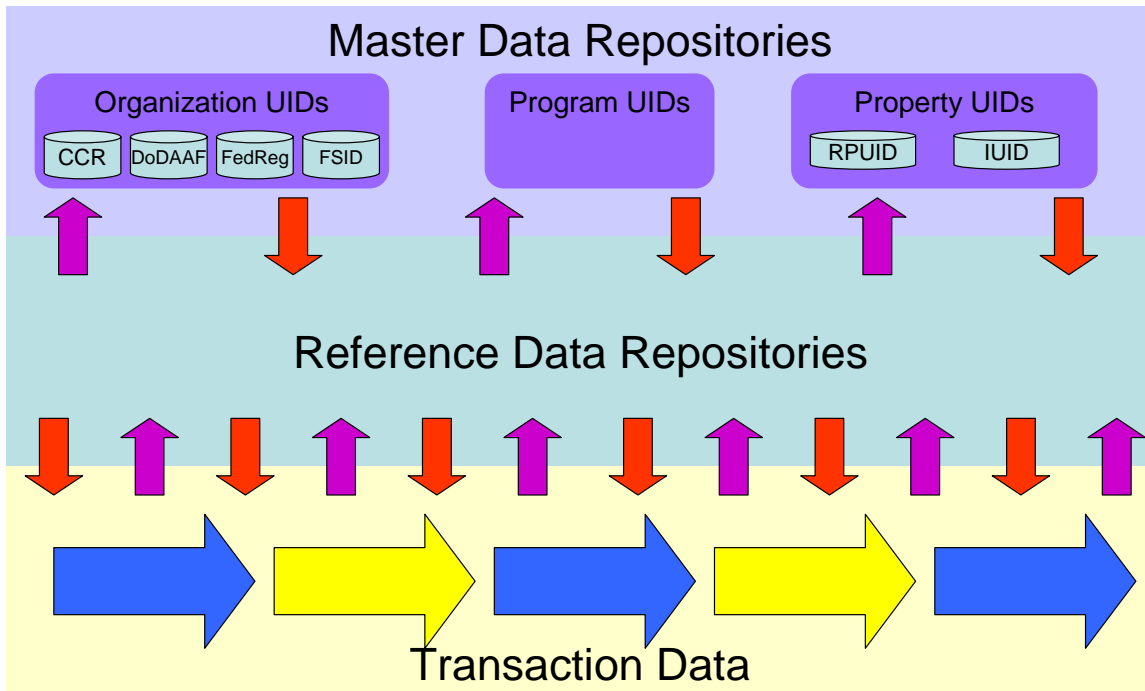 Master Data Repositories
Organization UIDs
Program UIDs
Property UIDs
CCR
DoDAAF
FedReg
FSID
RPUID
IUID
Reference Data Repositories
Transaction Data